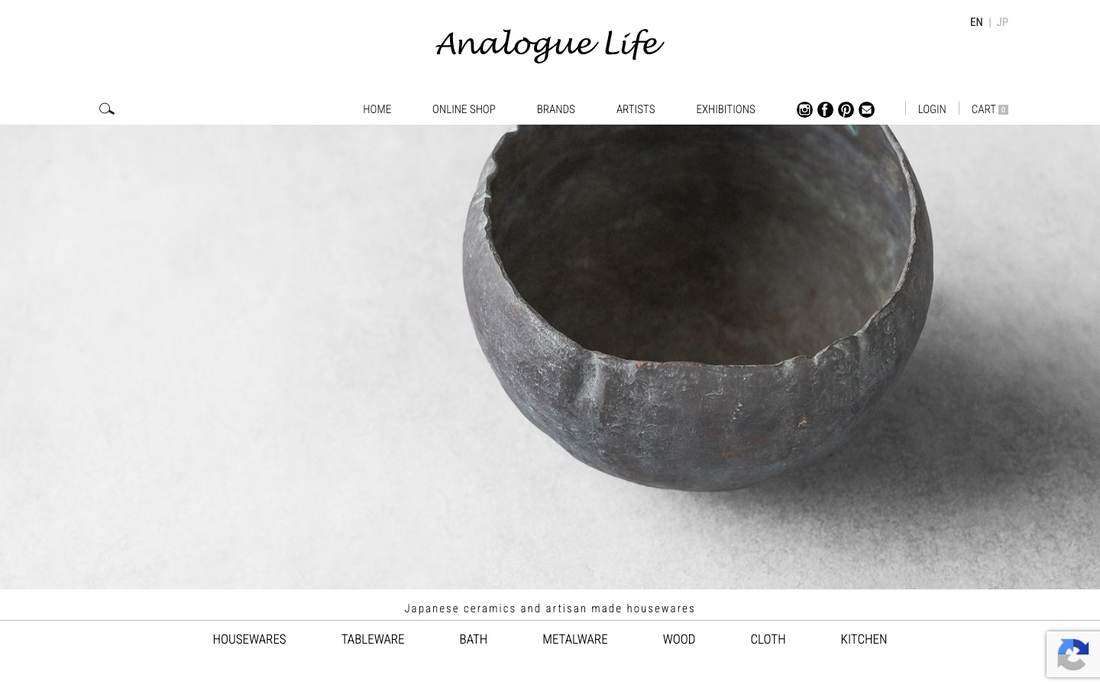 EN | JP
Analogue Life
HOME ONLINE SHOP BRANDS ARTISTS EXHIBITIONS LOGIN CART 0
Japanese ceramics and artisan made housewares
HOUSEWARES TABLEWARE BATH METALWARE WOOD CLOTH KITCHEN